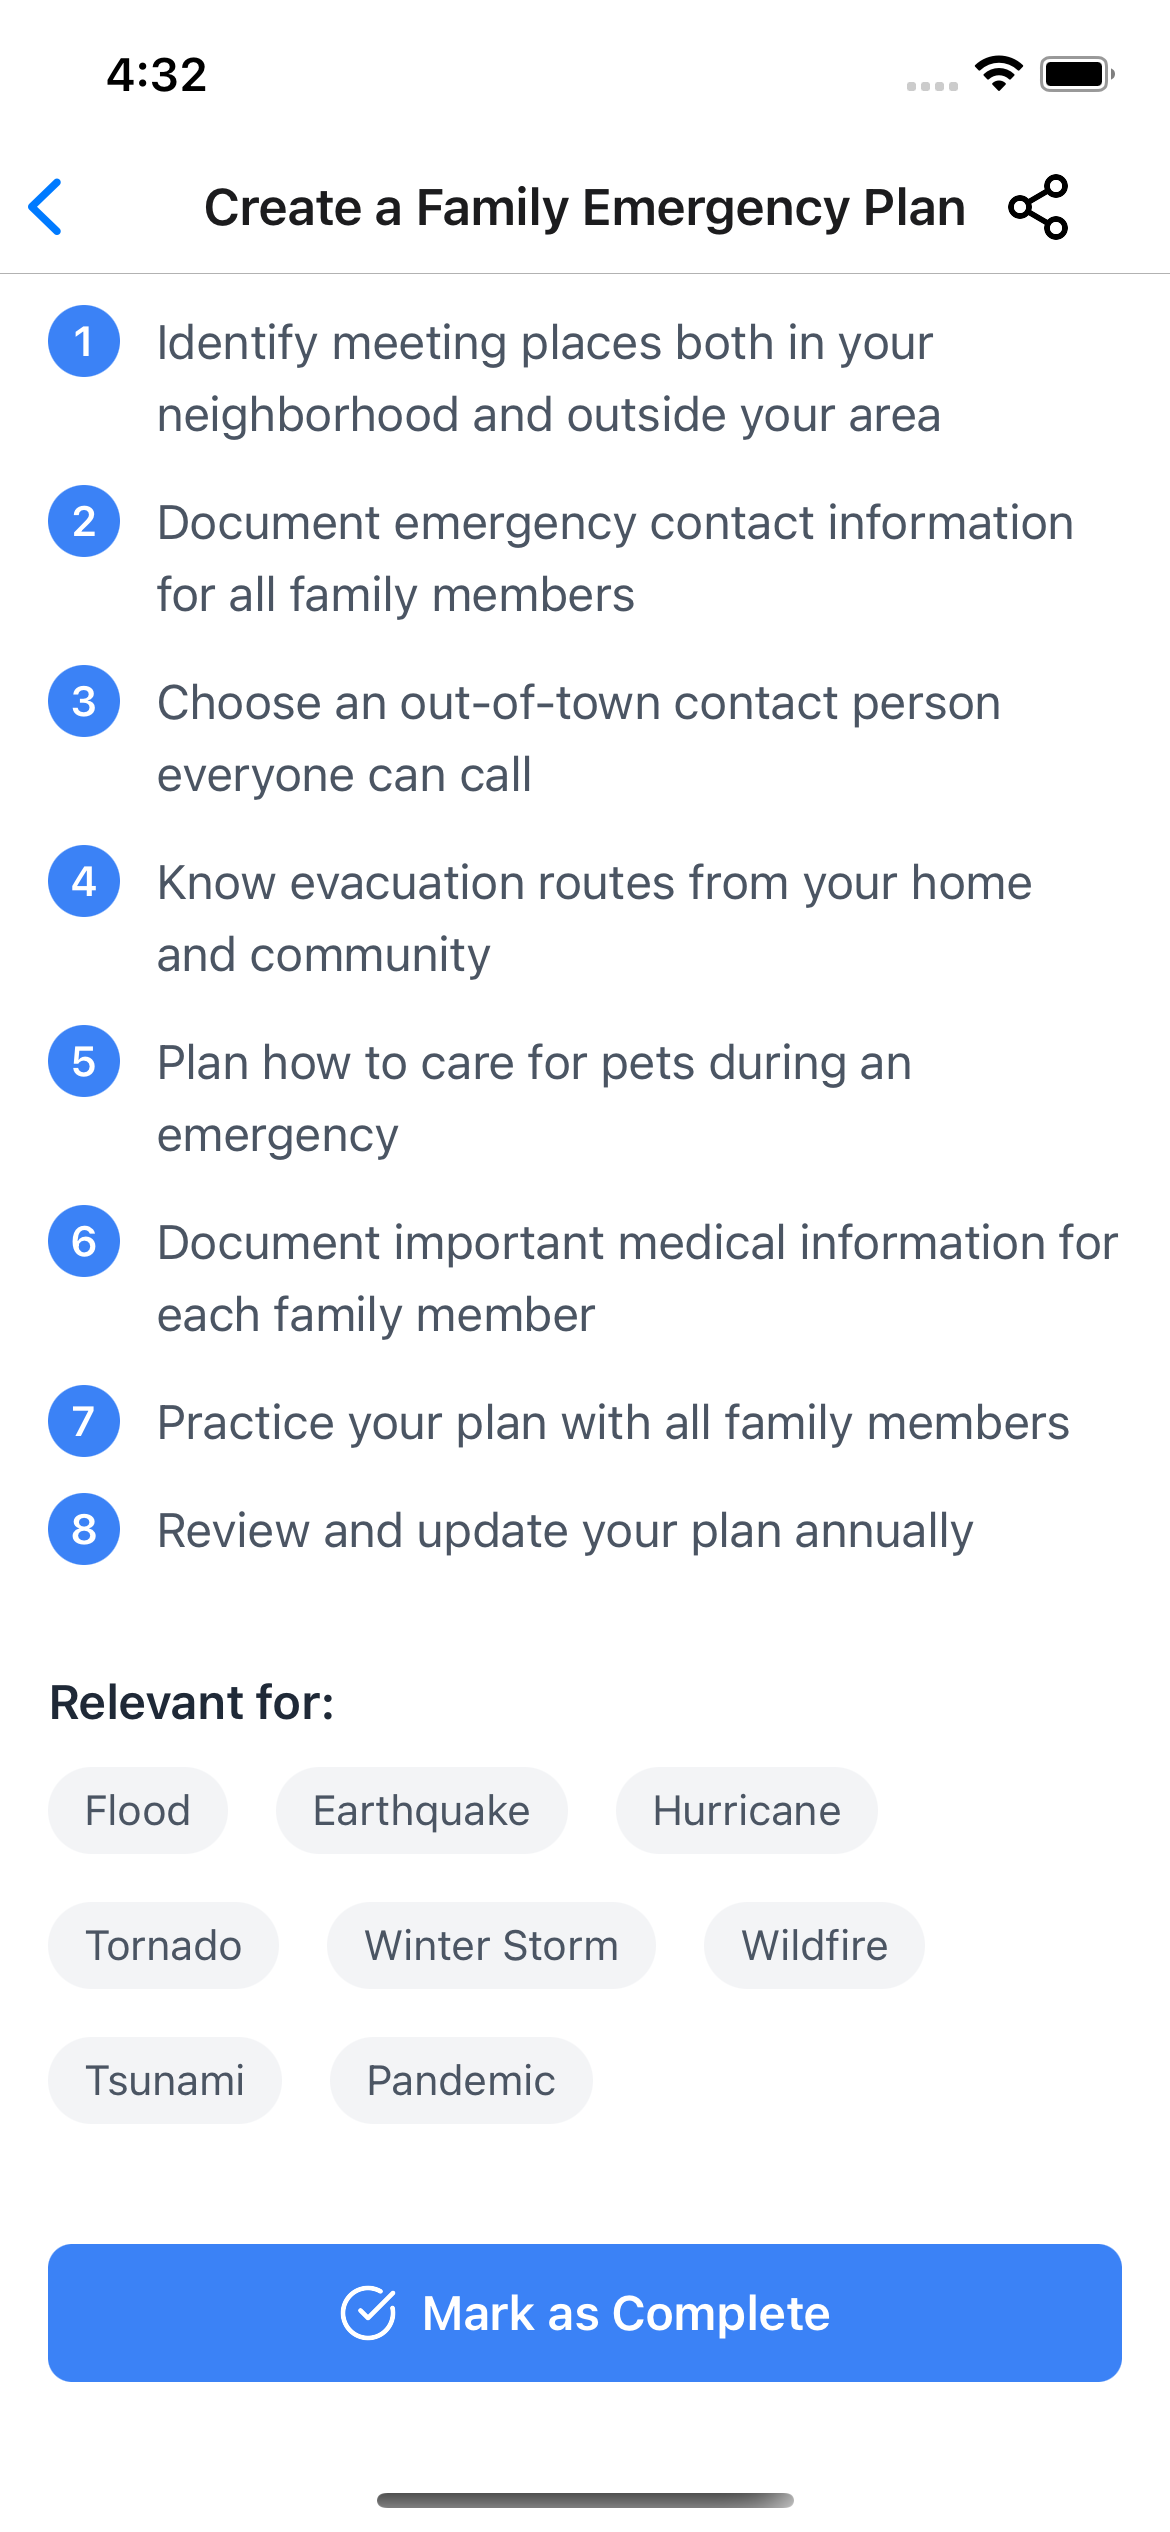 4:32
Create a Family Emergency Plan
1 Identify meeting places both in your
neighborhood and outside your area
2 Document emergency contact information
for all family members
3 Choose an out-of-town contact person
everyone can call
4 Know evacuation routes from your home
and community
5 Plan how to care for pets during an
emergency
6 Document important medical information for
each family member
7 Practice your plan with all family members
8 Review and update your plan annually
Relevant for:
Flood Earthquake Hurricane
Tornado Winter Storm Wildfire
Tsunami Pandemic
Mark as Complete